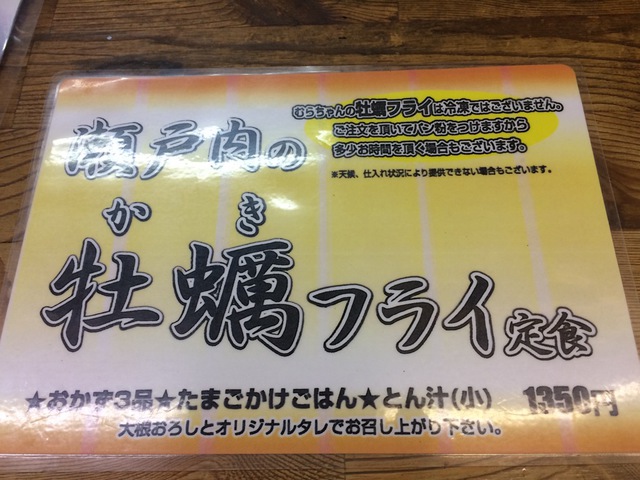 むらちゃんの牡蠣フライは冷凍ではございません。
ご注文を頂いてパン粉をつけますから
多少お時間を頂く場合もございます。
※天候、仕入れ状況により提供できない場合もございます。
瀬戸内の
かき
牡蠣フライ定食
★おかず3品★たまごかけごはん★とん汁(小) 1350円
大根おろしとオリジナルタレでお召し上がり下さい。